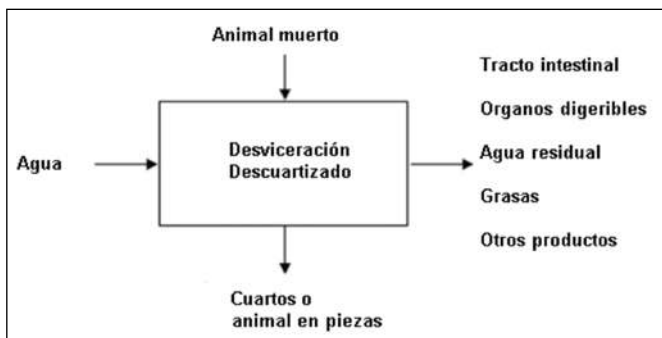 Animal muerto
Tracto intestinal
Organos digeribles
Agua
Desviceración
Descuartizado
Agua residual
Grasas
Otros productos
Cuartos o
animal en piezas